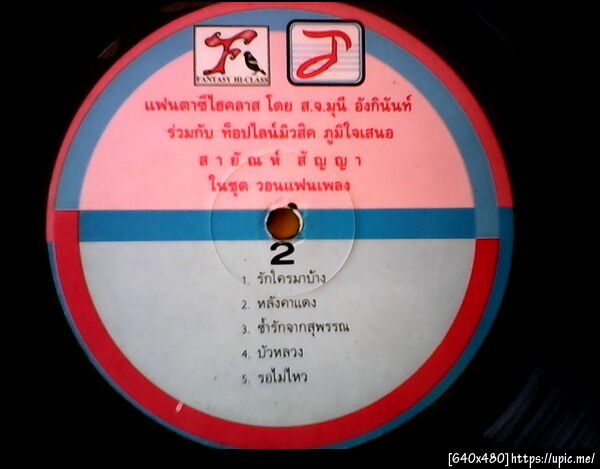 F
FANTASY HI-CLASS
แฟนตาซีไฮคลาส โดย ส.จ.มุนี อังกินันท์
ร่วมกับ ท็อปไลน์มิวสิค ภูมิใจเสนอ
สายัณห์ สัญญา
ในชุด วอนแฟนเพลง
2
1. รักใครมาบ้าง
2. หลังคาแดง
3. ช้ำรักจากสุพรรณ
4. บัวหลวง
5. รอไม่ไหว
[640x480]https://upic.me/